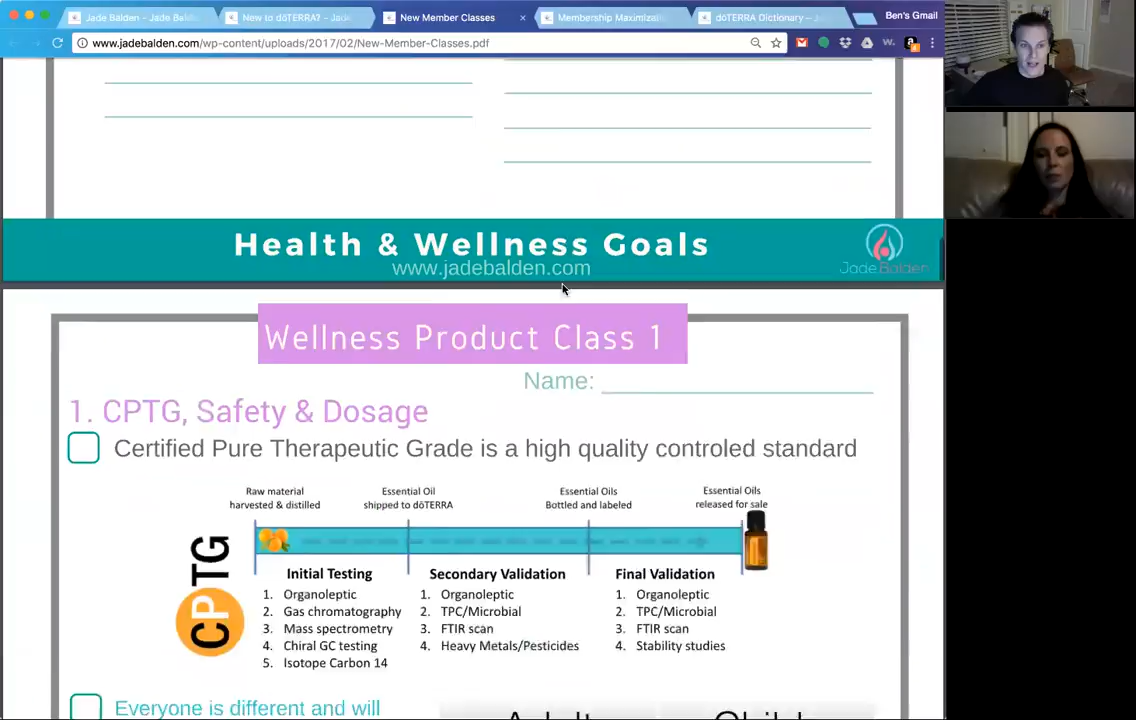 Jade Balden - Jade Bald
New to dōTERRA? - Jade
New Member Classes
Membership Maximizati
dōTERRA Dictionary – J
Ben's Gmail
www.jadebalden.com/wp-content/uploads/2017/02/New-Member-Classes.pdf
Health & Wellness Goals
www.jadebalden.com
Jade Balden
Wellness Product Class 1
Name:
1. CPTG, Safety & Dosage
Certified Pure Therapeutic Grade is a high quality controled standard
Raw material
harvested & distilled
Essential Oil
shipped to dōTERRA
Essential Oils
Bottled and labeled
Essential Oils
released for sale
CPTG
Initial Testing
1. Organoleptic
2. Gas chromatography
3. Mass spectrometry
4. Chiral GC testing
5. Isotope Carbon 14
Secondary Validation
1. Organoleptic
2. TPC/Microbial
3. FTIR scan
4. Heavy Metals/Pesticides
Final Validation
1. Organoleptic
2. TPC/Microbial
3. FTIR scan
4. Stability studies
Everyone is different and will